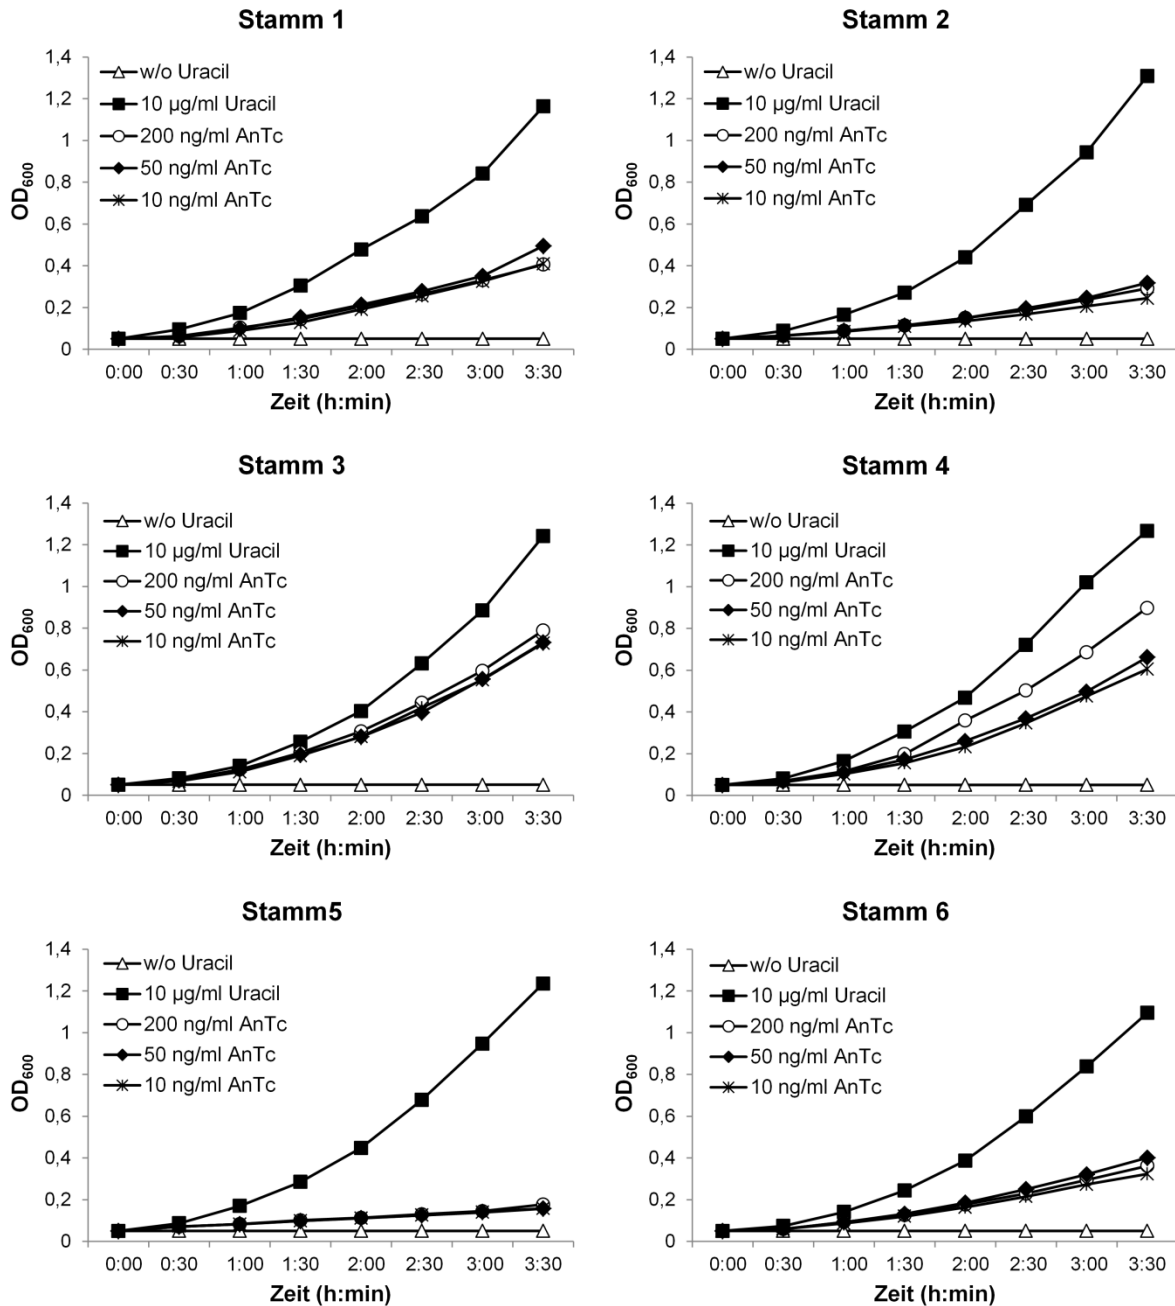 Stamm 1
1,4
1,2
1
0,8
0,6
0,4
0,2
0
OD600
w/o Uracil
10 µg/ml Uracil
200 ng/ml AnTc
50 ng/ml AnTc
10 ng/ml AnTc
0:00 0:30 1:00 1:30 2:00 2:30 3:00 3:30
Zeit (h:min)
Stamm 2
1,4
1,2
1
0,8
0,6
0,4
0,2
0
OD600
w/o Uracil
10 µg/ml Uracil
200 ng/ml AnTc
50 ng/ml AnTc
10 ng/ml AnTc
0:00 0:30 1:00 1:30 2:00 2:30 3:00 3:30
Zeit (h:min)
Stamm 3
1,4
1,2
1
0,8
0,6
0,4
0,2
0
OD600
w/o Uracil
10 µg/ml Uracil
200 ng/ml AnTc
50 ng/ml AnTc
10 ng/ml AnTc
0:00 0:30 1:00 1:30 2:00 2:30 3:00 3:30
Zeit (h:min)
Stamm 4
1,4
1,2
1
0,8
0,6
0,4
0,2
0
OD600
w/o Uracil
10 µg/ml Uracil
200 ng/ml AnTc
50 ng/ml AnTc
10 ng/ml AnTc
0:00 0:30 1:00 1:30 2:00 2:30 3:00 3:30
Zeit (h:min)
Stamm5
1,4
1,2
1
0,8
0,6
0,4
0,2
0
OD600
w/o Uracil
10 µg/ml Uracil
200 ng/ml AnTc
50 ng/ml AnTc
10 ng/ml AnTc
0:00 0:30 1:00 1:30 2:00 2:30 3:00 3:30
Zeit (h:min)
Stamm 6
1,4
1,2
1
0,8
0,6
0,4
0,2
0
OD600
w/o Uracil
10 µg/ml Uracil
200 ng/ml AnTc
50 ng/ml AnTc
10 ng/ml AnTc
0:00 0:30 1:00 1:30 2:00 2:30 3:00 3:30
Zeit (h:min)